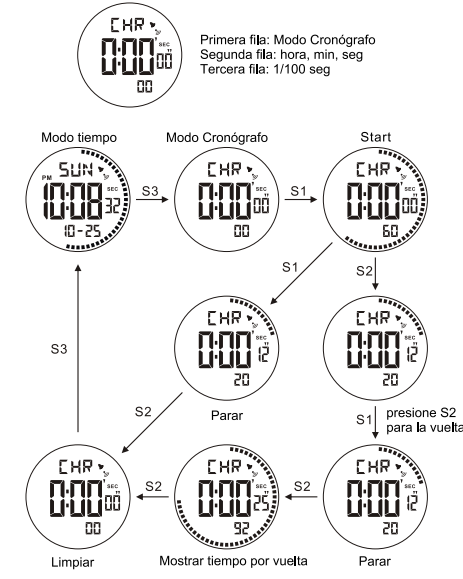 CHR
0:00' SEC 00"
00
Primera fila: Modo Cronógrafo
Segunda fila: hora, min, seg
Tercera fila: 1/100 seg
Modo tiempo
SUN
PM 10:08 SEC 32
10-25
S3
Modo Cronógrafo
CHR
0:00' SEC 00"
00
S1
Start
CHR
0:00' SEC 00"
60
S1
S2
CHR
0:00' SEC 12"
20
Parar
CHR
0:00' SEC 12"
20
S3
S2
S1
presione S2
para la vuelta
CHR
0:00' SEC 00"
00
Limpiar
S2
CHR
0:00' SEC 25"
92
Mostrar tiempo por vuelta
S2
CHR
0:00' SEC 12"
20
Parar